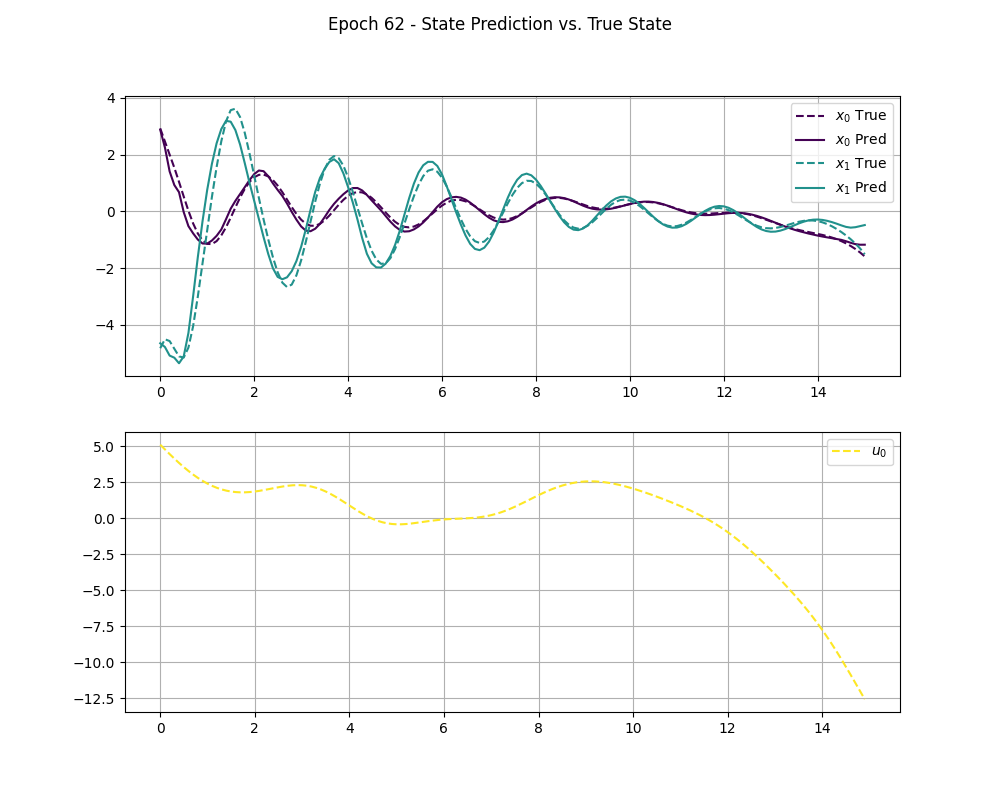 Epoch 62 - State Prediction vs. True State
4
2
0
−2
−4
x₀ True
x₀ Pred
x₁ True
x₁ Pred
0 2 4 6 8 10 12 14
5.0
2.5
0.0
−2.5
−5.0
−7.5
−10.0
−12.5
u₀
0 2 4 6 8 10 12 14